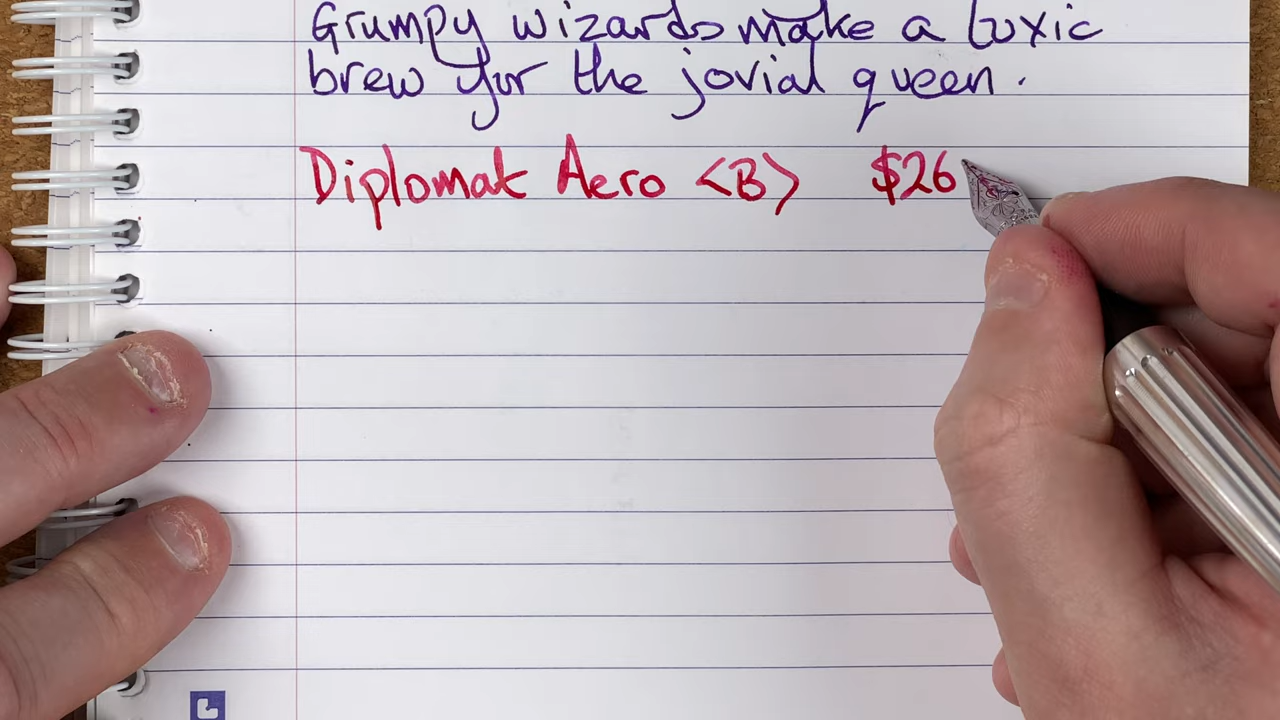 Grumpy wizards make a toxic
brew for the jovial queen.
Diplomat Aero <B> $26